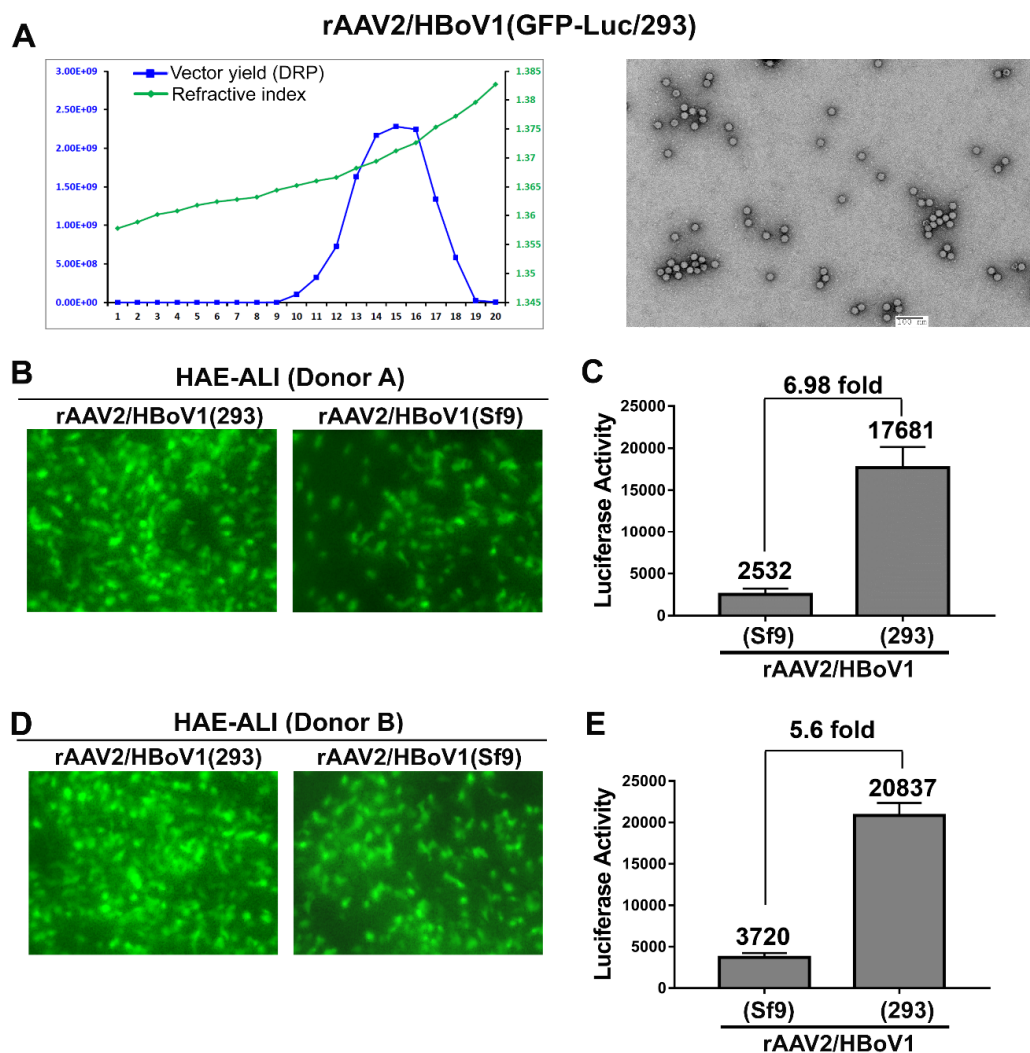 rAAV2/HBoV1(GFP-Luc/293)
A
Vector yield (DRP)
Refractive index
3.00E+09
2.50E+09
2.00E+09
1.50E+09
1.00E+09
5.00E+08
0.00E+00
1.385
1.38
1.375
1.37
1.365
1.36
1.355
1.35
1.345
1 2 3 4 5 6 7 8 9 10 11 12 13 14 15 16 17 18 19 20
100 nm
B
HAE-ALI (Donor A)
rAAV2/HBoV1(293) rAAV2/HBoV1(Sf9)
C
6.98 fold
Luciferase Activity
25000
20000
15000
10000
5000
0
2532
17681
(Sf9) (293)
rAAV2/HBoV1
D
HAE-ALI (Donor B)
rAAV2/HBoV1(293) rAAV2/HBoV1(Sf9)
E
5.6 fold
Luciferase Activity
25000
20000
15000
10000
5000
0
3720
20837
(Sf9) (293)
rAAV2/HBoV1